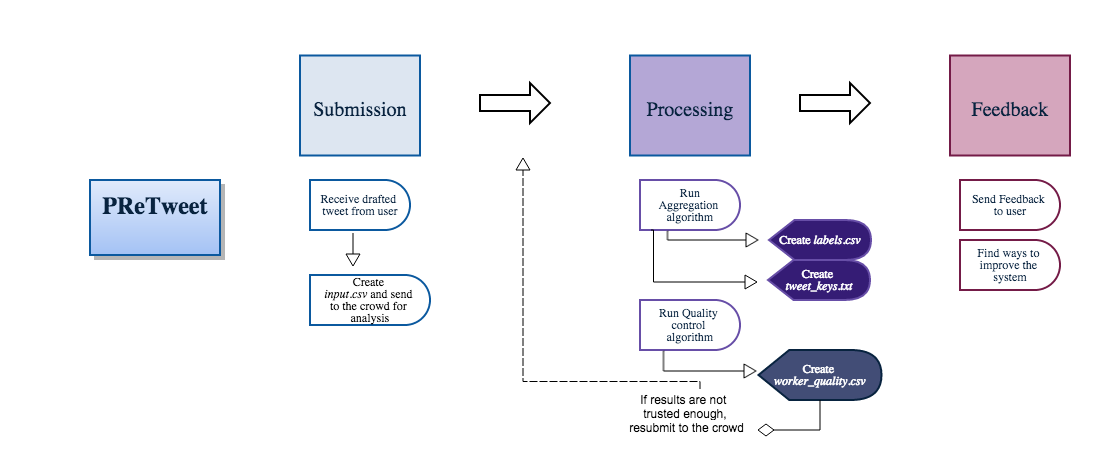 PReTweet
Submission
Receive drafted
tweet from user
Create
input.csv and send
to the crowd for
analysis
Processing
Run
Aggregation
algorithm
Create labels.csv
Create
tweet_keys.txt
Run Quality
control
algorithm
Create
worker_quality.csv
If results are not
trusted enough,
resubmit to the crowd
Feedback
Send Feedback
to user
Find ways to
improve the
system